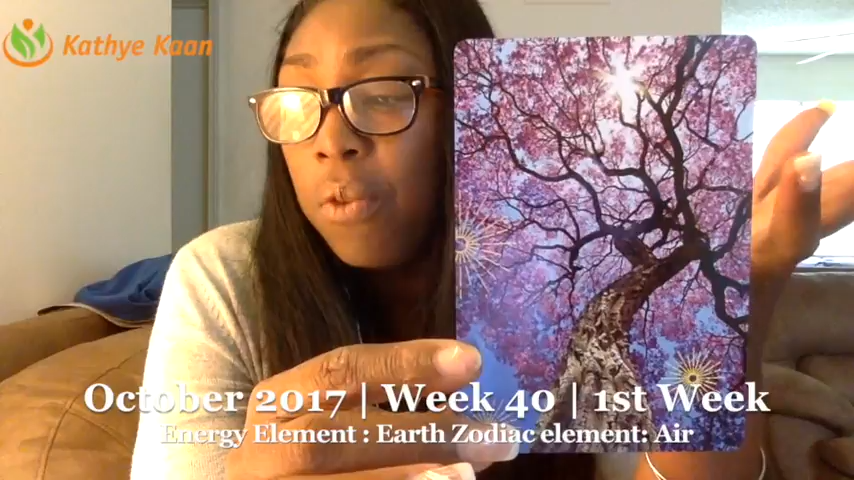 Kathye Kaan
October 2017 | Week 40 | 1st Week
Energy Element : Earth Zodiac element: Air